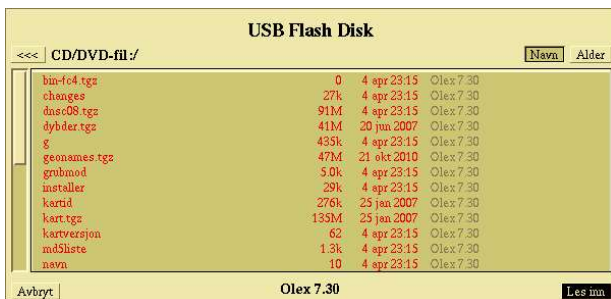 USB Flash Disk
<<< CD/DVD-fil:/ Navn Alder
bin-fc4.tgz 0 4 apr 23:15 Olex 7.30
changes 27k 4 apr 23:15 Olex 7.30
dnsc08.tgz 91M 4 apr 23:15 Olex 7.30
dybder.tgz 41M 20 jun 2007 Olex 7.30
g 435k 4 apr 23:15 Olex 7.30
geonames.tgz 47M 21 okt 2010 Olex 7.30
grubmod 5.0k 4 apr 23:15 Olex 7.30
installer 29k 4 apr 23:15 Olex 7.30
kartid 276k 25 jan 2007 Olex 7.30
kart.tgz 135M 25 jan 2007 Olex 7.30
kartversjon 62 4 apr 23:15 Olex 7.30
md5liste 1.3k 4 apr 23:15 Olex 7.30
navn 10 4 apr 23:15 Olex 7.30
Avbryt Olex 7.30 Les inn